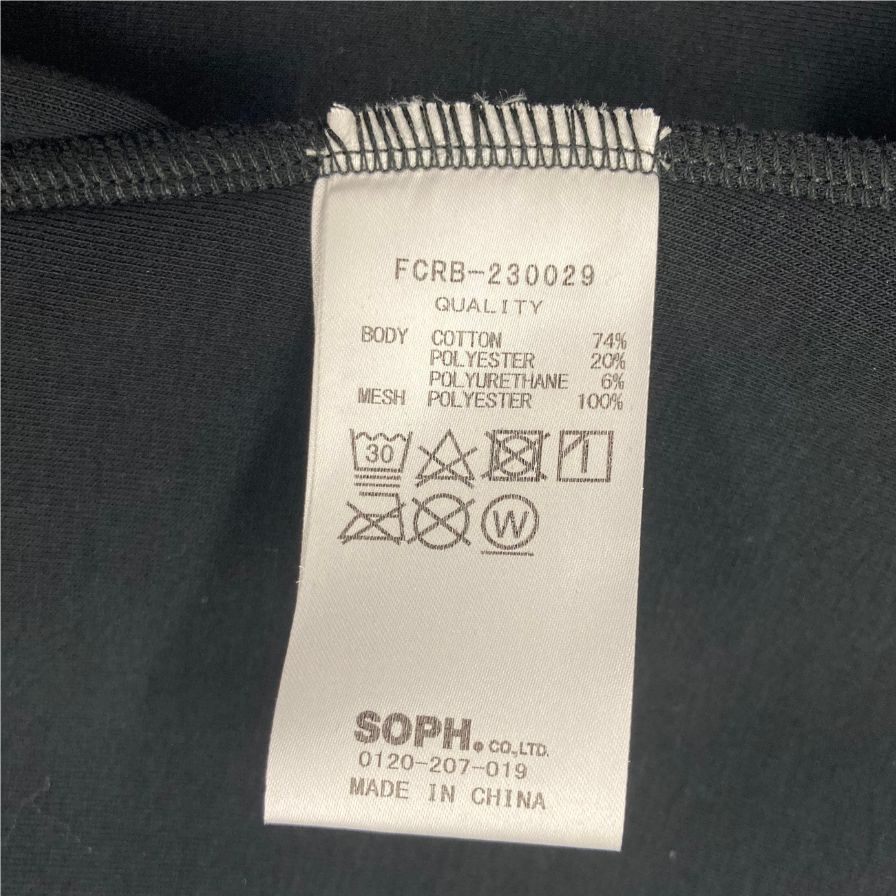 FCRB-230029
QUALITY
BODY COTTON 74%
POLYESTER 20%
POLYURETHANE 6%
MESH POLYESTER 100%
30
W
SOPH. CO.,LTD.
0120-207-019
MADE IN CHINA